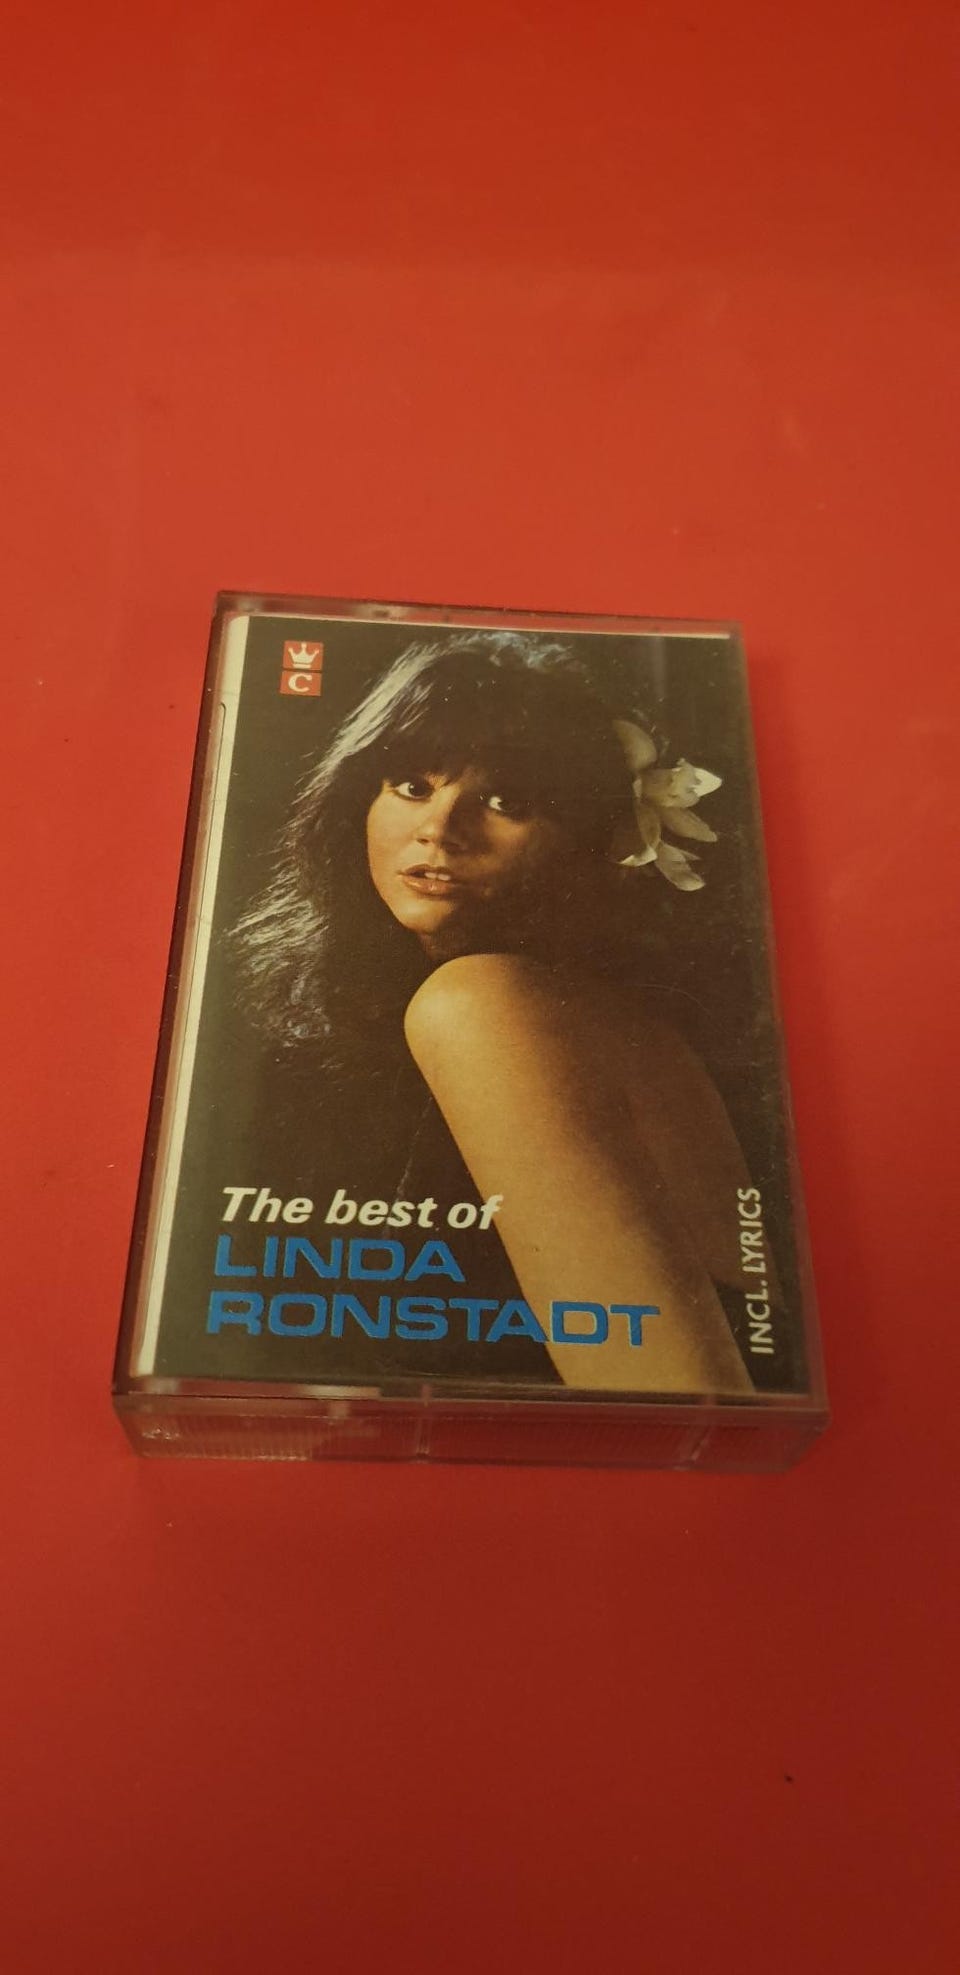 C
The best of
LINDA
RONSTADT
INCL. LYRICS